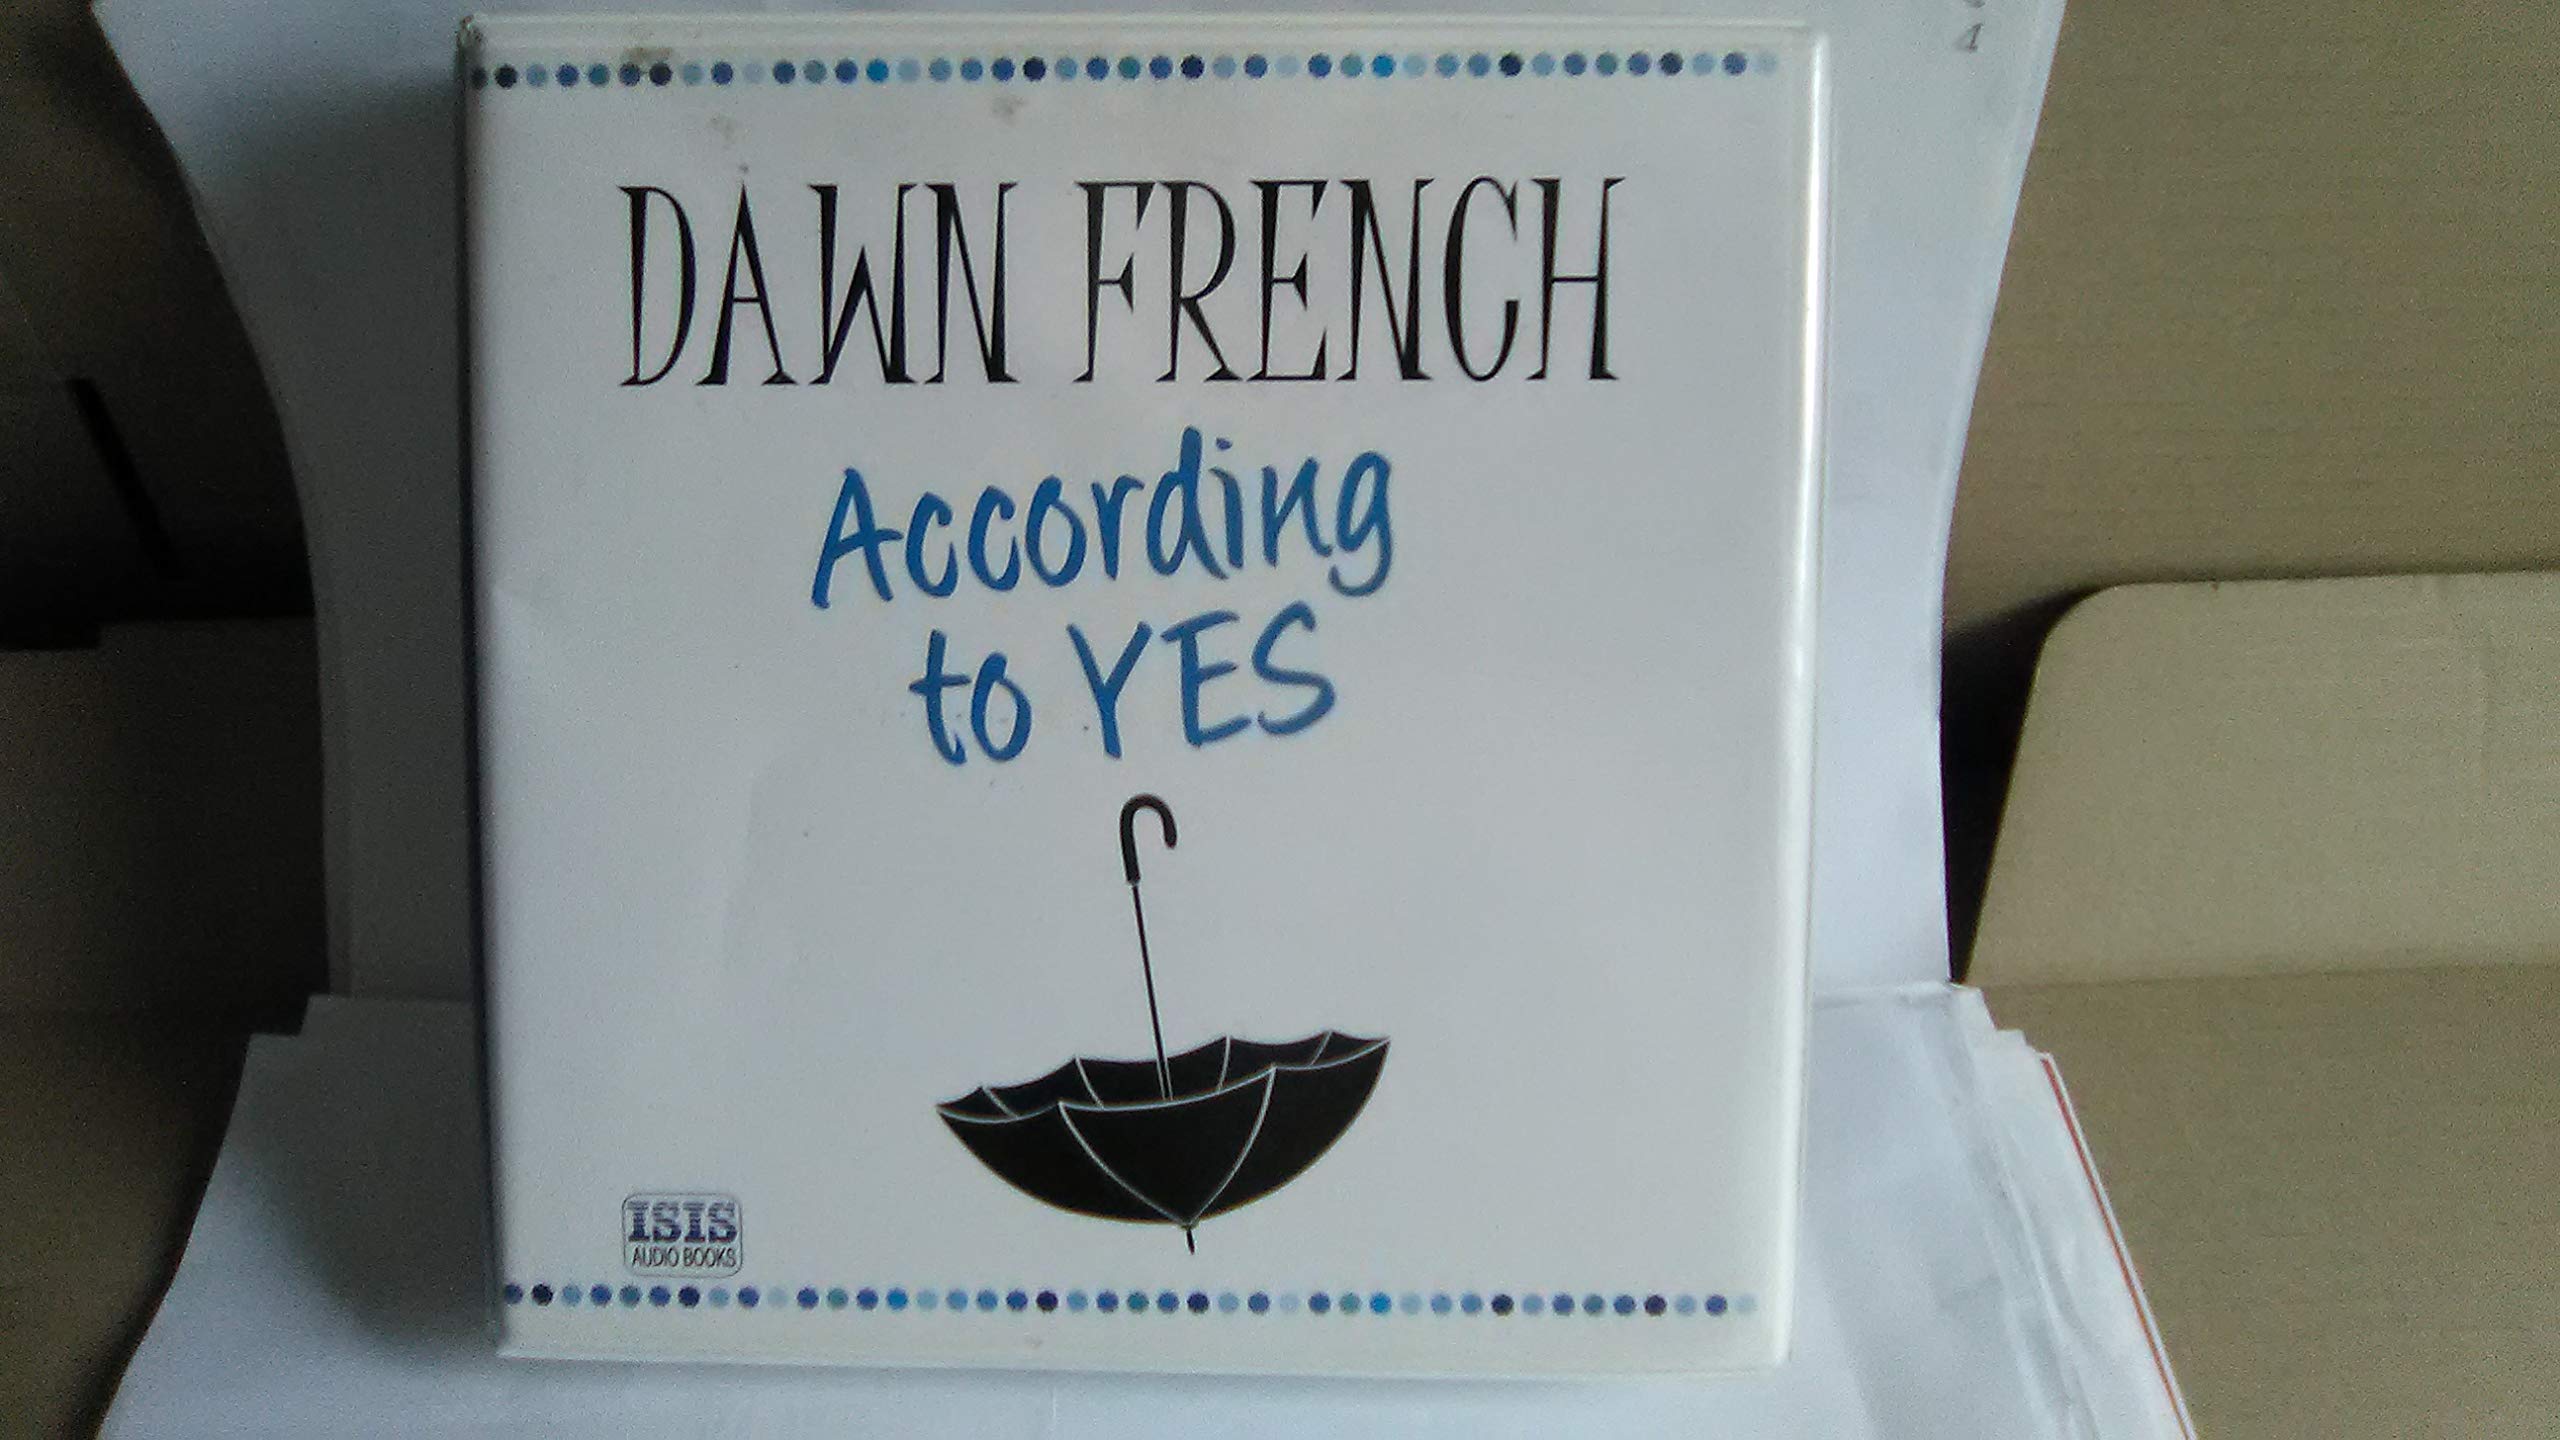 DAWN FRENCH
According
to YES
ISIS
AUDIO BOOKS